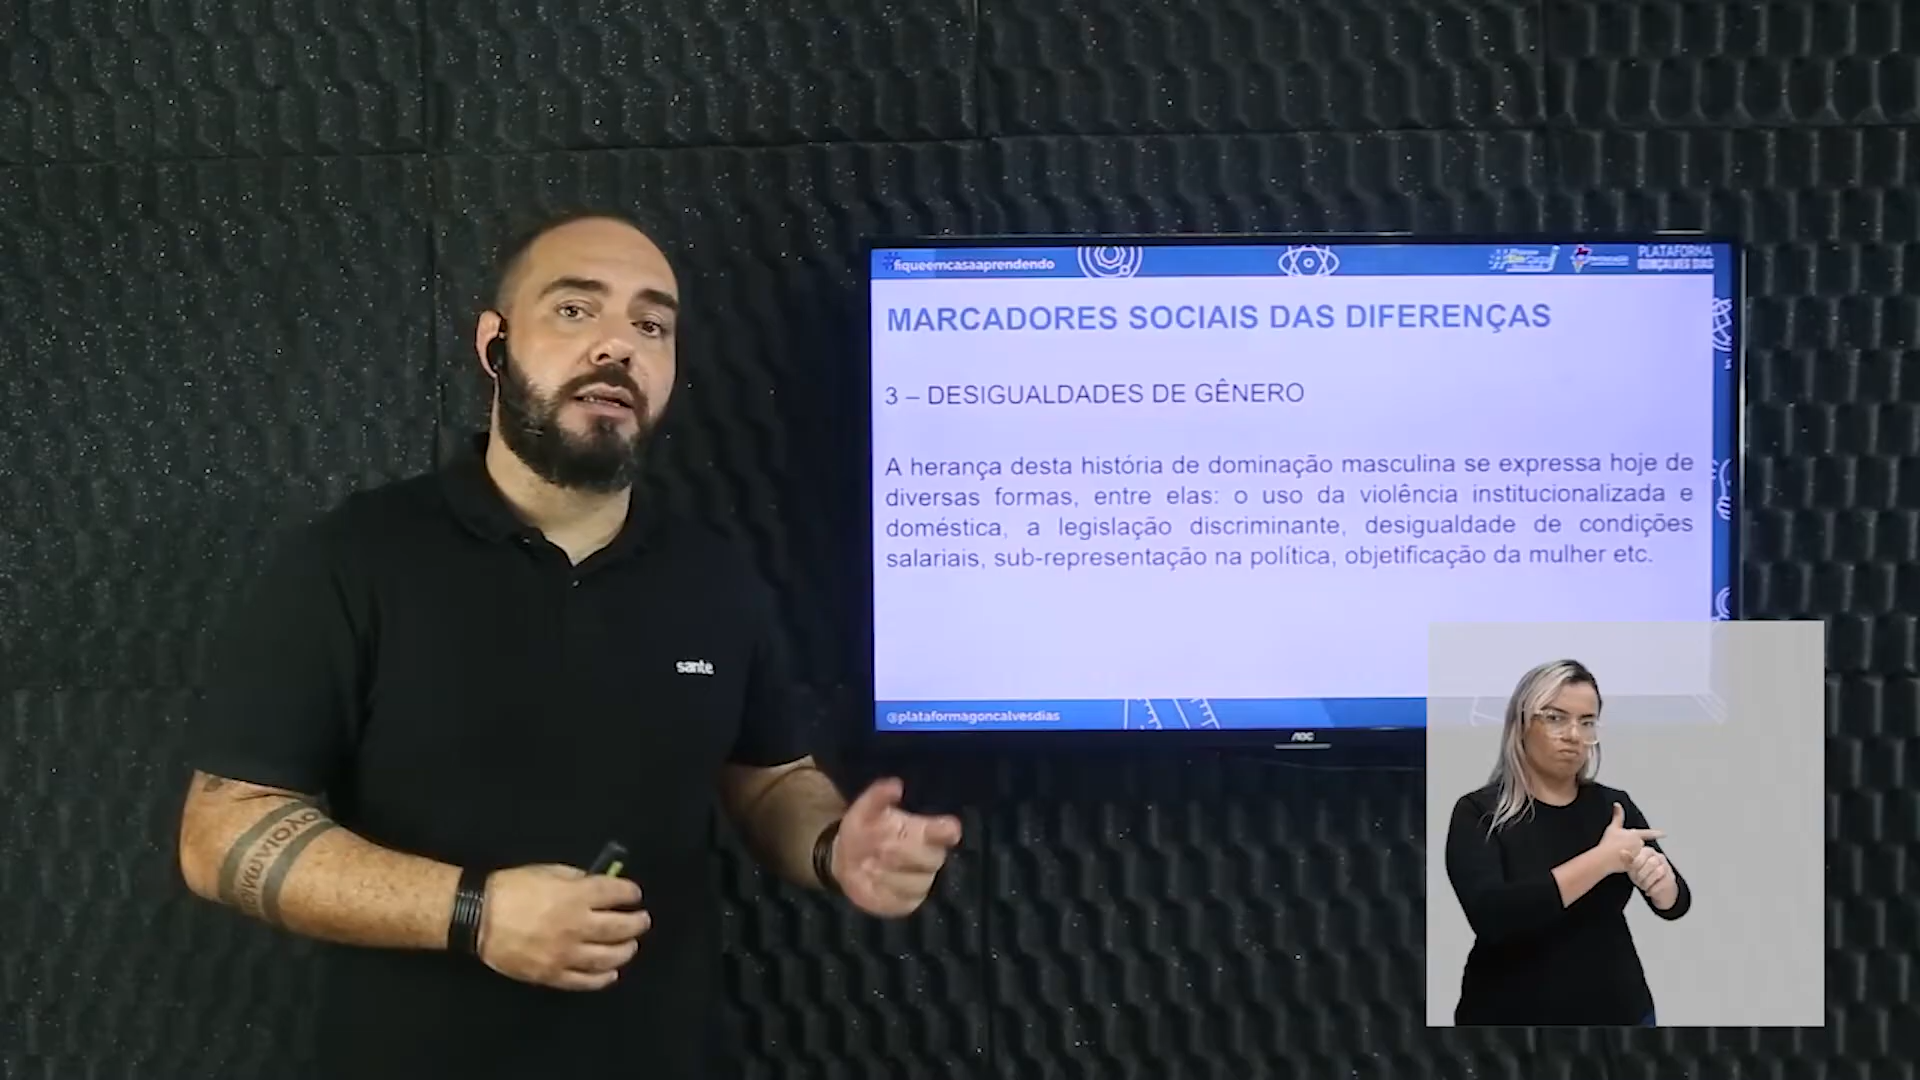 #fiqueemcasaaprendendo
PLATAFORMA
GONÇALVES DIAS
MARCADORES SOCIAIS DAS DIFERENÇAS
3 – DESIGUALDADES DE GÊNERO
A herança desta história de dominação masculina se expressa hoje de
diversas formas, entre elas: o uso da violência institucionalizada e
doméstica, a legislação discriminante, desigualdade de condições
salariais, sub-representação na política, objetificação da mulher etc.
@plataformagoncalvesdias
AOC
sante